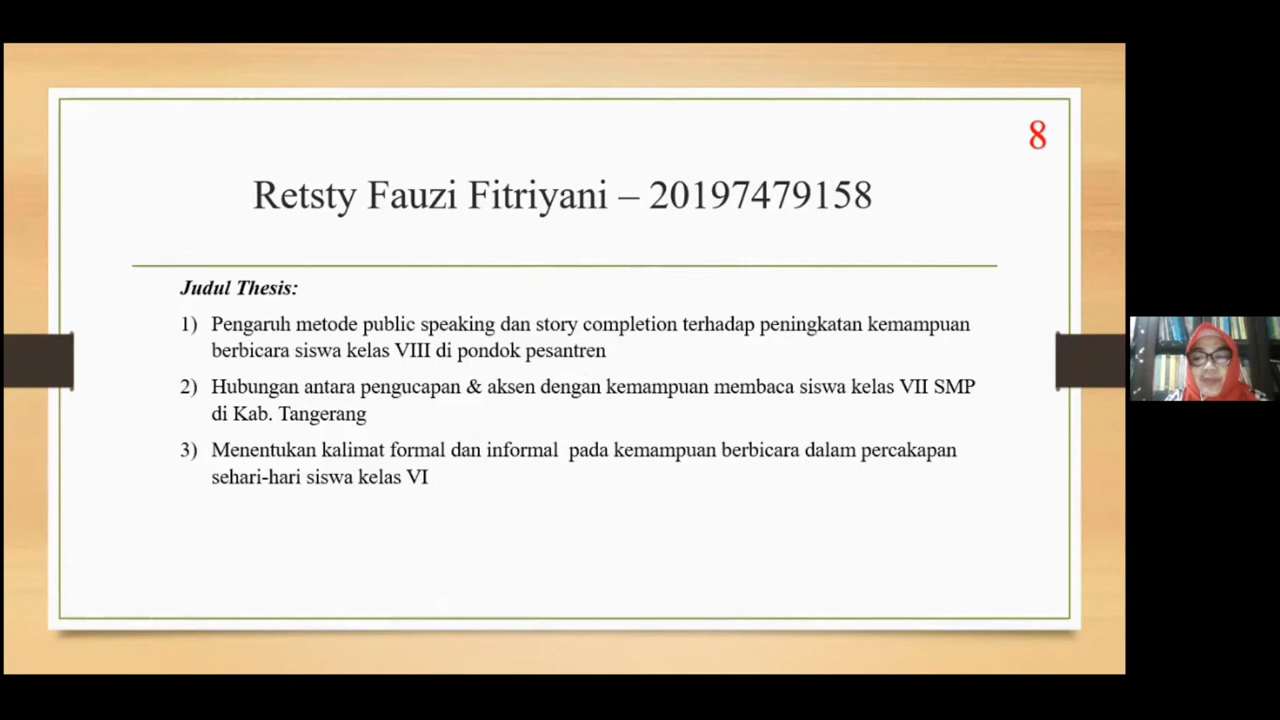 8
Retsty Fauzi Fitriyani – 20197479158
Judul Thesis:
1) Pengaruh metode public speaking dan story completion terhadap peningkatan kemampuan
berbicara siswa kelas VIII di pondok pesantren
2) Hubungan antara pengucapan & aksen dengan kemampuan membaca siswa kelas VII SMP
di Kab. Tangerang
3) Menentukan kalimat formal dan informal pada kemampuan berbicara dalam percakapan
sehari-hari siswa kelas VI